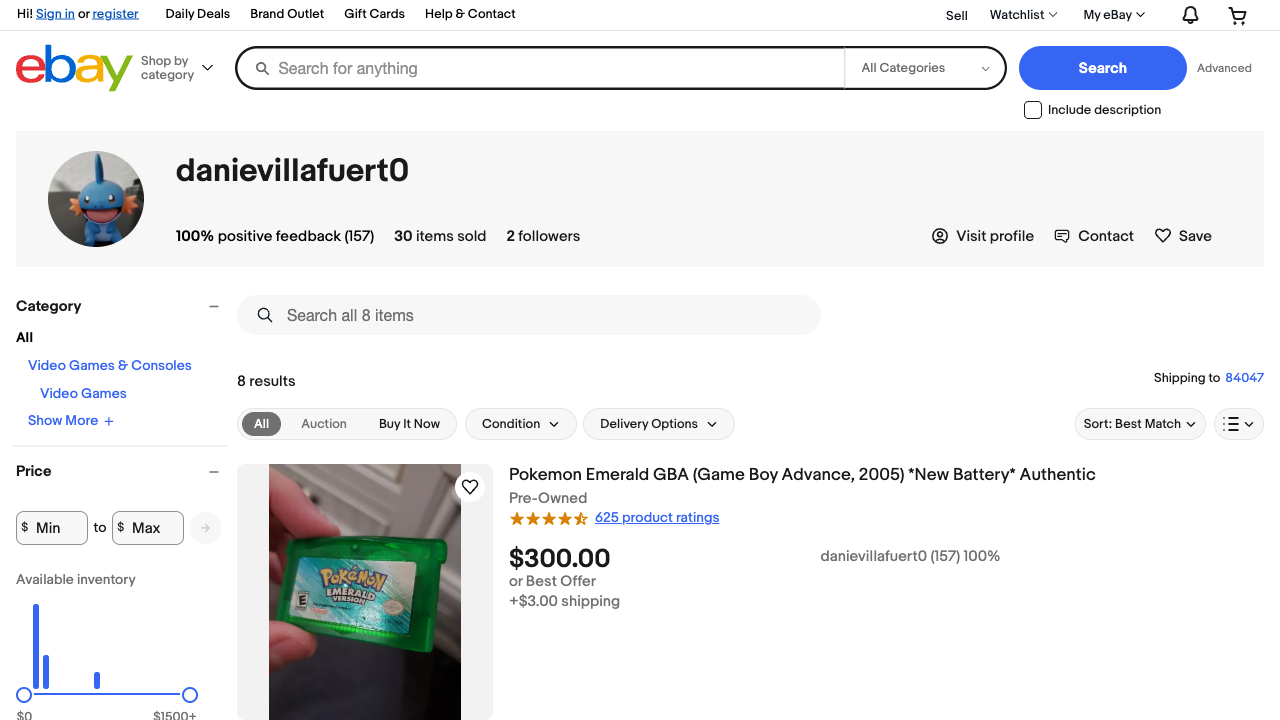 Hi! Sign in or register
Daily Deals
Brand Outlet
Gift Cards
Help & Contact
Sell
Watchlist
My eBay
ebay
Shop by
category
Search for anything
All Categories
Search
Advanced
Include description
danievillafuert0
100% positive feedback (157)
30 items sold
2 followers
Visit profile
Contact
Save
Category
All
Video Games & Consoles
Video Games
Show More
Price
$ Min to $ Max
Available inventory
$0
$1500+
Search all 8 items
8 results
Shipping to 84047
All
Auction
Buy It Now
Condition
Delivery Options
Sort: Best Match
POKÉMON
EMERALD
VERSION
E
Pokemon Emerald GBA (Game Boy Advance, 2005) *New Battery* Authentic
Pre-Owned
625 product ratings
$300.00
or Best Offer
+$3.00 shipping
danievillafuert0 (157) 100%